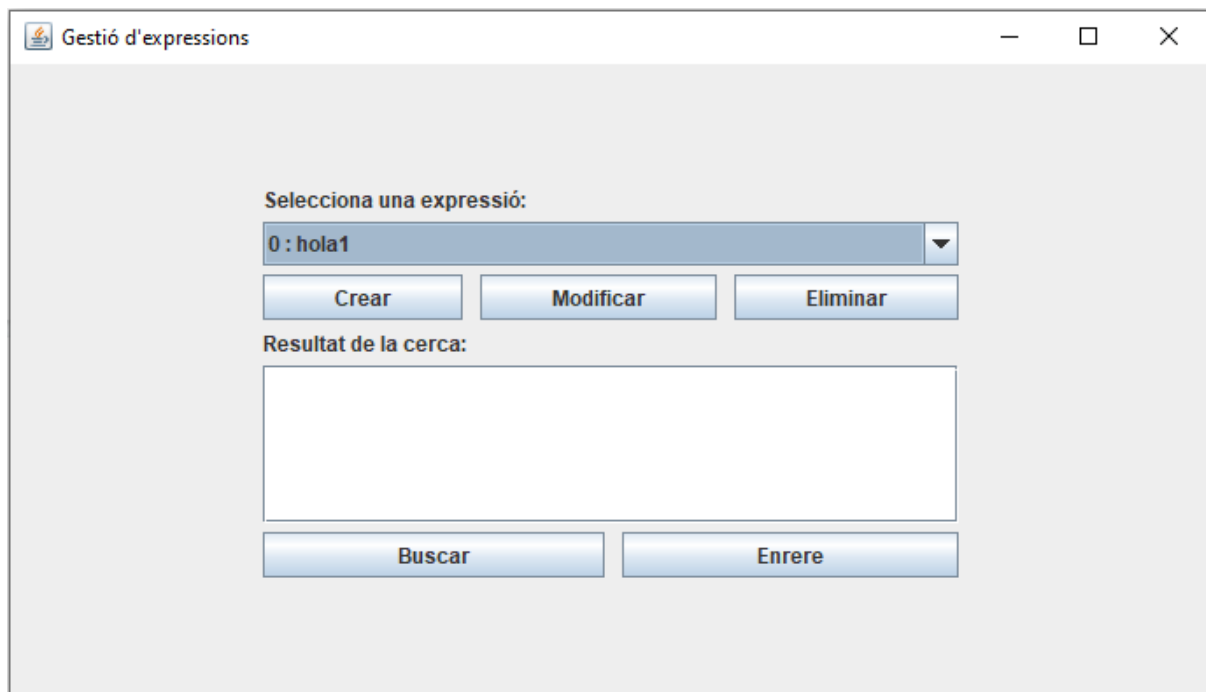 Gestió d'expressions
Selecciona una expressió:
0 : hola1
Crear Modificar Eliminar
Resultat de la cerca:
Buscar Enrere